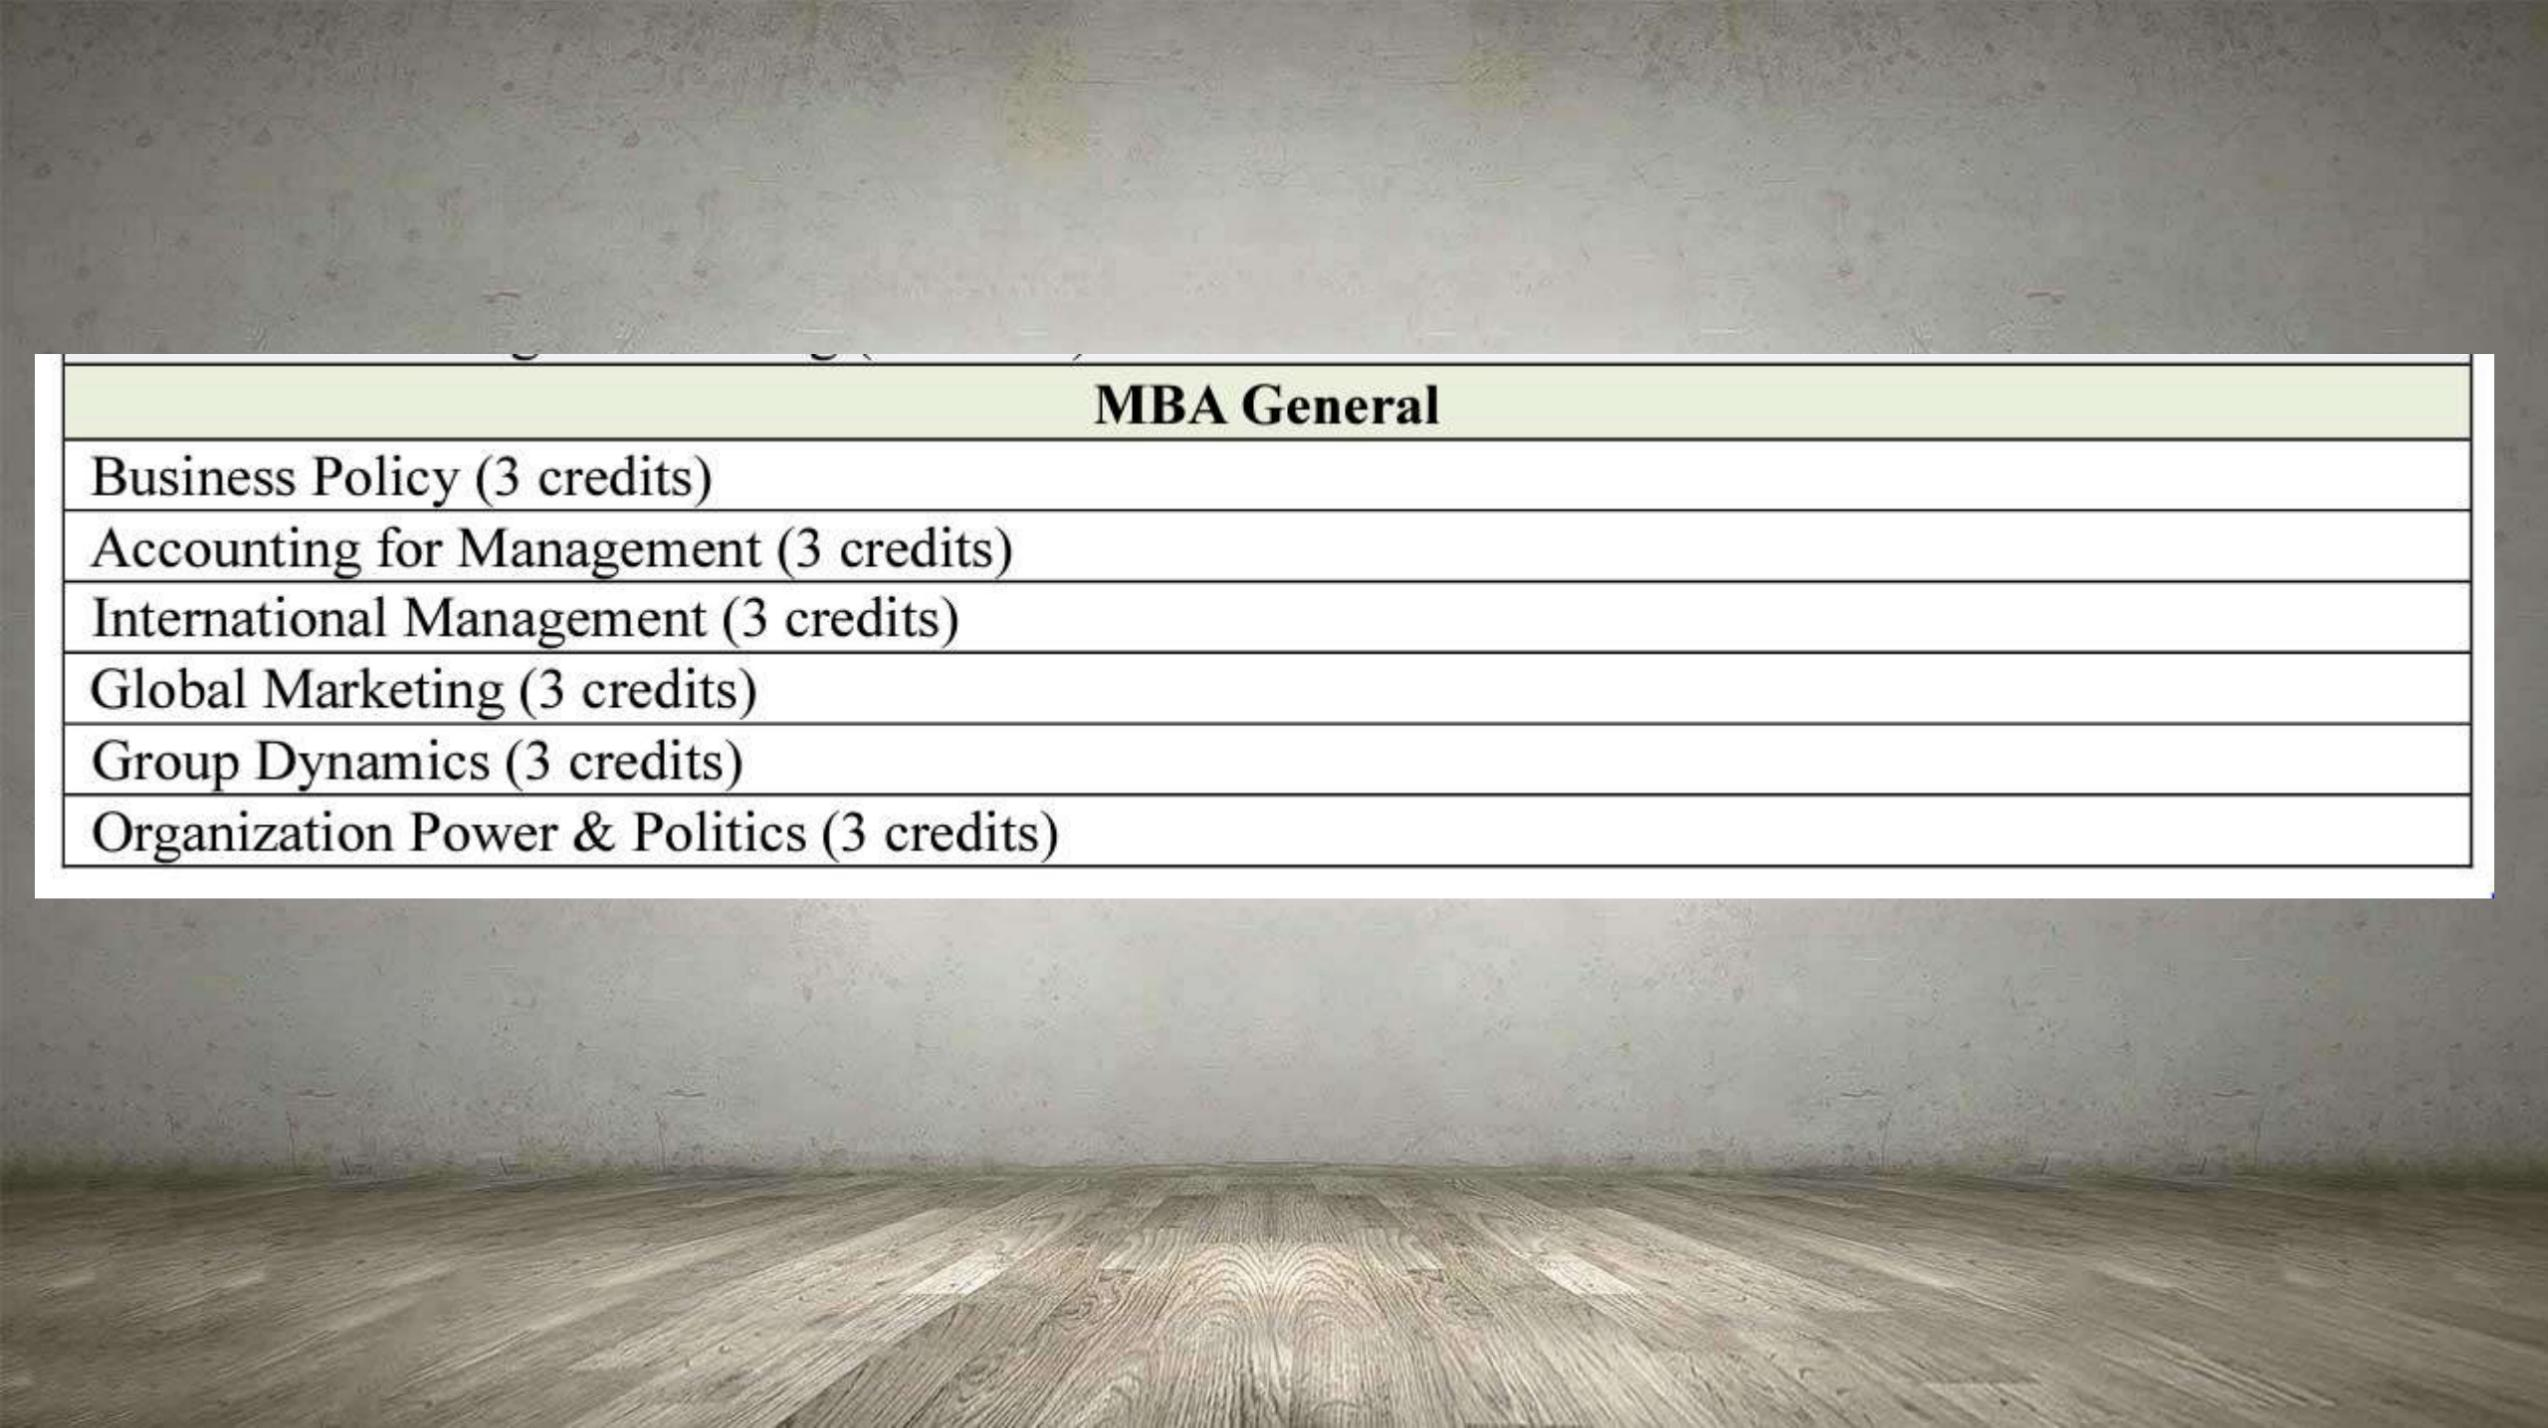 MBA General
Business Policy (3 credits)
Accounting for Management (3 credits)
International Management (3 credits)
Global Marketing (3 credits)
Group Dynamics (3 credits)
Organization Power & Politics (3 credits)